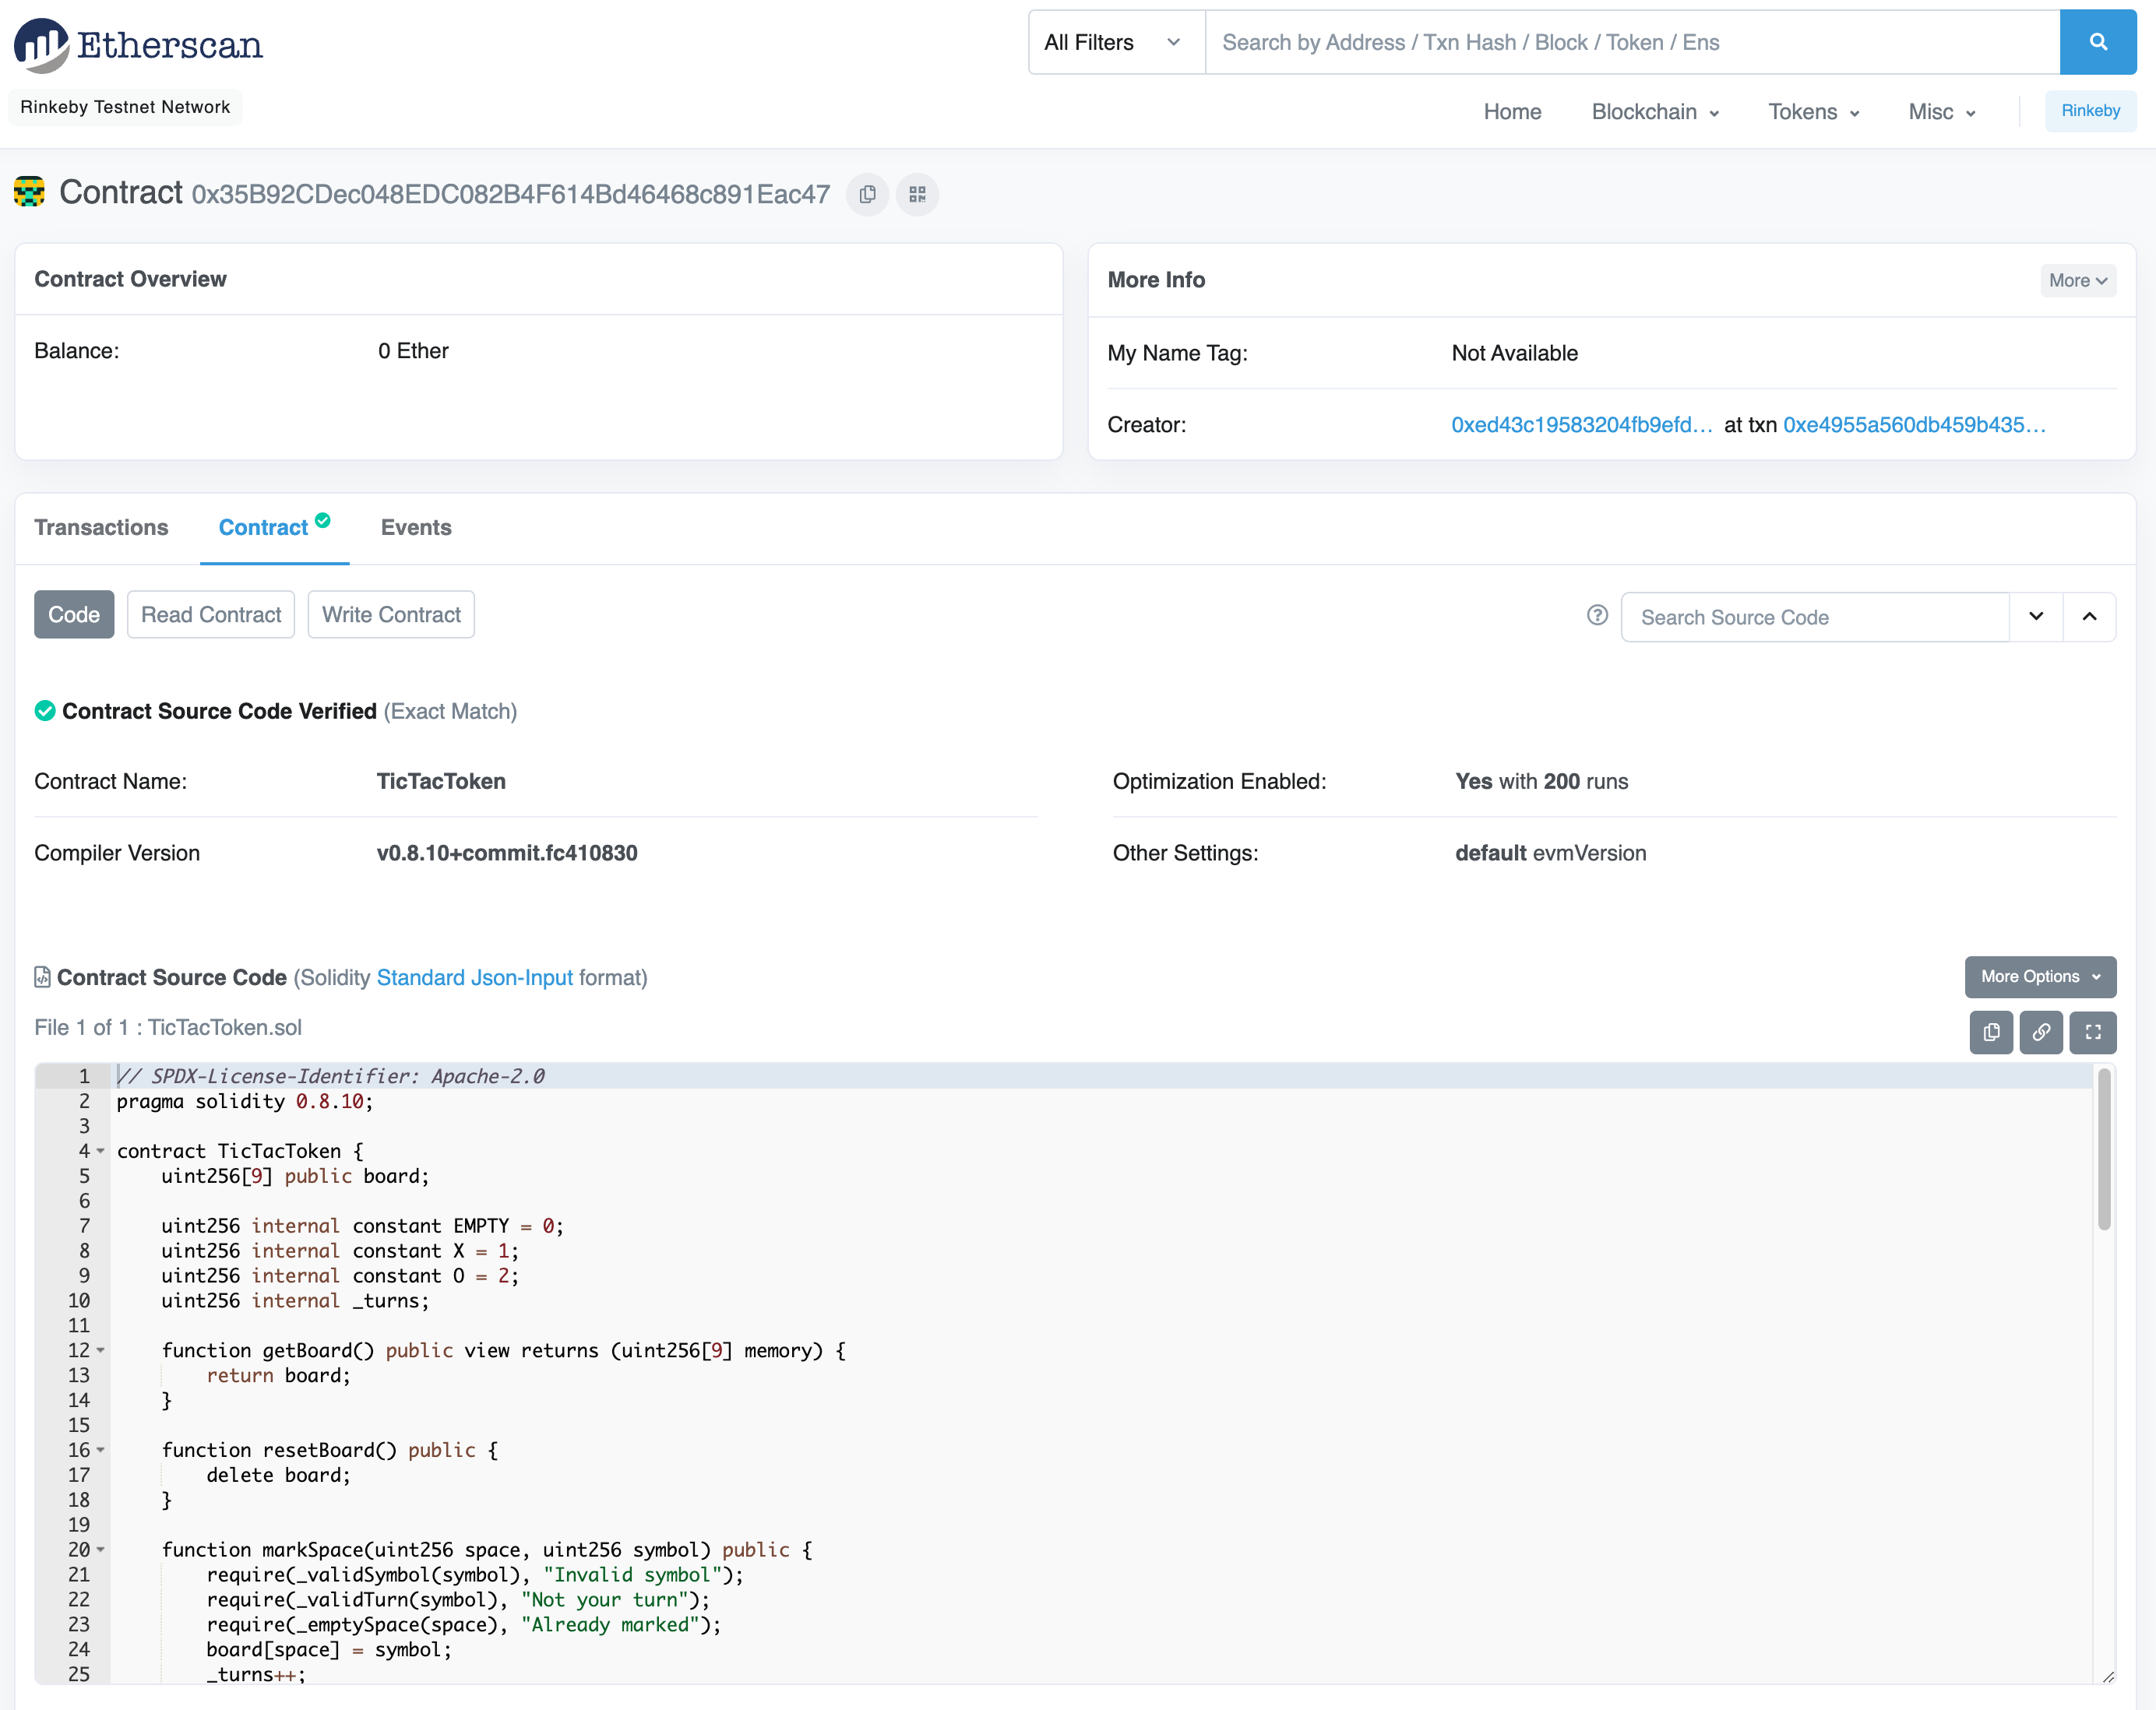 Etherscan
All Filters
Search by Address / Txn Hash / Block / Token / Ens
Rinkeby Testnet Network
Home Blockchain Tokens Misc Rinkeby
Contract 0x35B92CDec048EDC082B4F614Bd46468c891Eac47
Contract Overview
Balance: 0 Ether
More Info More
My Name Tag: Not Available
Creator: 0xed43c19583204fb9efd... at txn 0xe4955a560db459b435...
Transactions Contract Events
Code Read Contract Write Contract
Search Source Code
Contract Source Code Verified (Exact Match)
Contract Name: TicTacToken
Optimization Enabled: Yes with 200 runs
Compiler Version v0.8.10+commit.fc410830
Other Settings: default evmVersion
Contract Source Code (Solidity Standard Json-Input format)
More Options
File 1 of 1 : TicTacToken.sol
1 // SPDX-License-Identifier: Apache-2.0
2 pragma solidity 0.8.10;
3
4 contract TicTacToken {
5     uint256[9] public board;
6
7     uint256 internal constant EMPTY = 0;
8     uint256 internal constant X = 1;
9     uint256 internal constant O = 2;
10     uint256 internal _turns;
11
12     function getBoard() public view returns (uint256[9] memory) {
13         return board;
14     }
15
16     function resetBoard() public {
17         delete board;
18     }
19
20     function markSpace(uint256 space, uint256 symbol) public {
21         require(_validSymbol(symbol), "Invalid symbol");
22         require(_validTurn(symbol), "Not your turn");
23         require(_emptySpace(space), "Already marked");
24         board[space] = symbol;
25         _turns++;